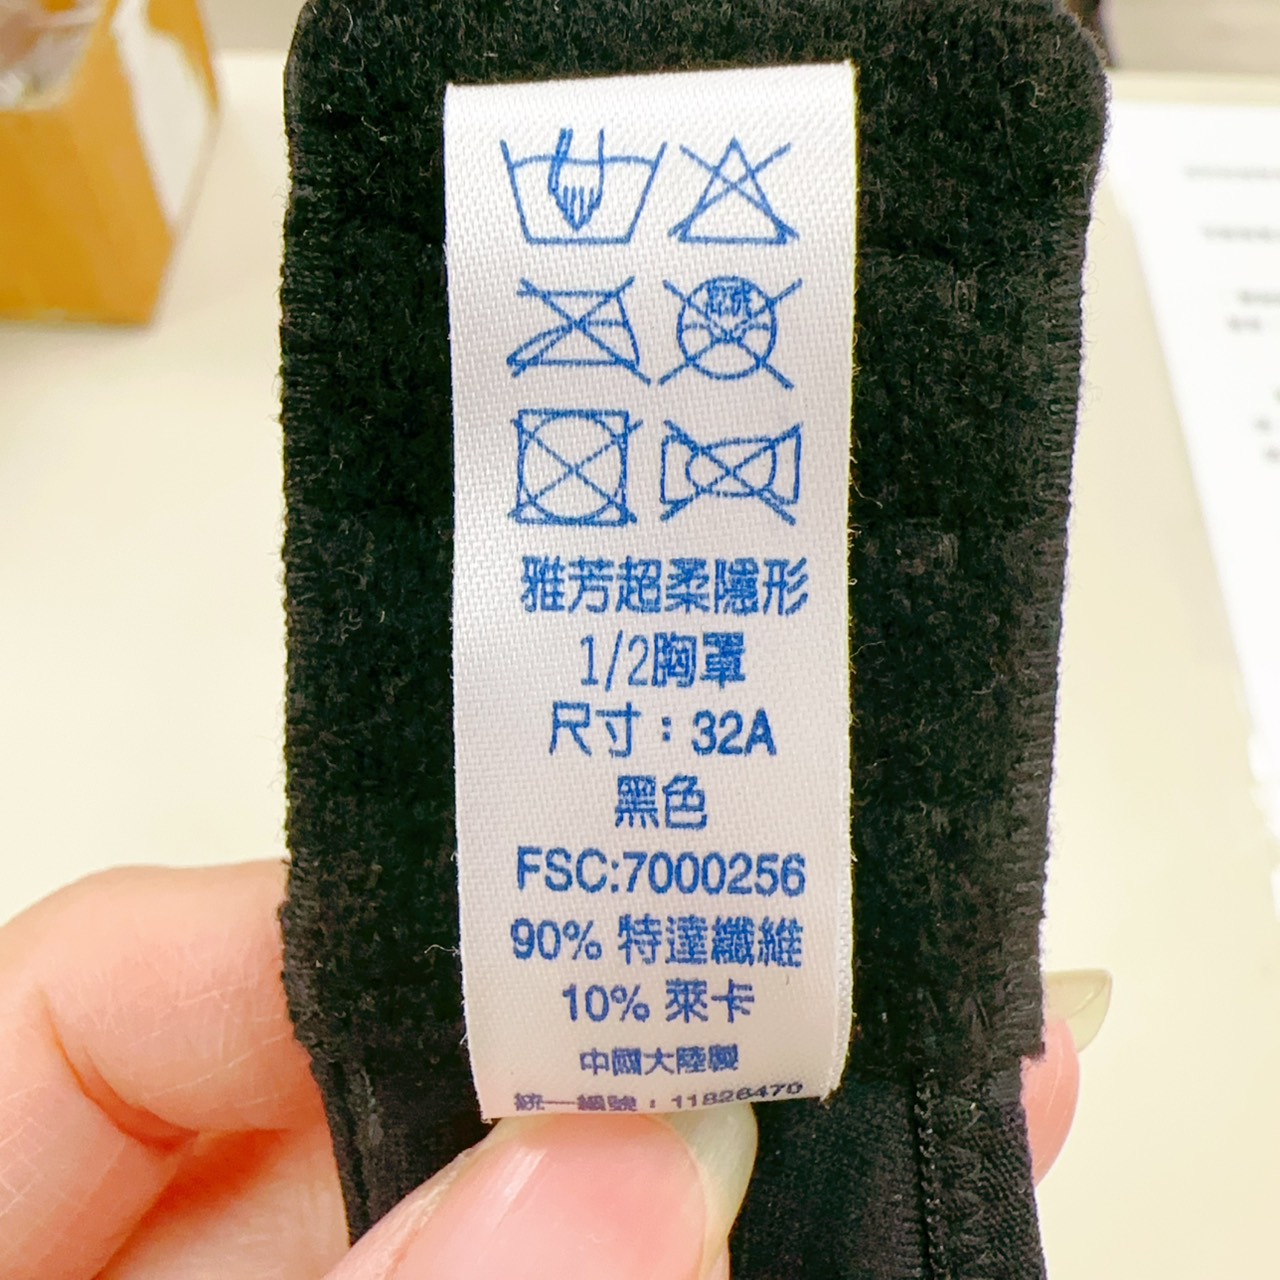 雅芳超柔隱形
1/2胸罩
尺寸：32A
黑色
FSC:7000256
90% 特達纖維
10% 萊卡
中國大陸製
統一編號：11826470